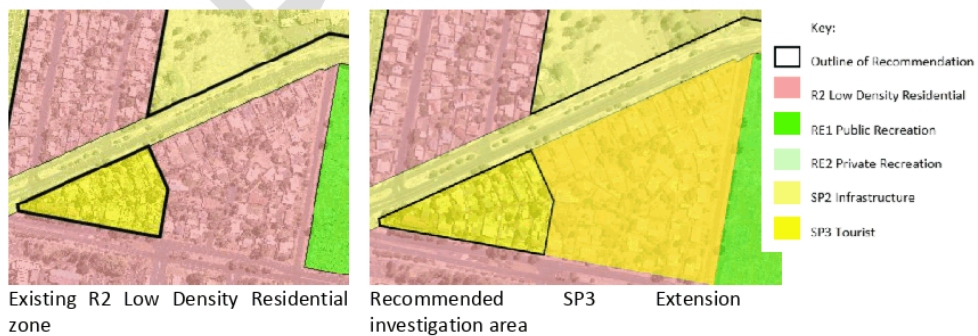 Key:
Outline of Recommendation
R2 Low Density Residential
RE1 Public Recreation
RE2 Private Recreation
SP2 Infrastructure
SP3 Tourist
Existing R2 Low Density Residential
zone
Recommended SP3 Extension
investigation area